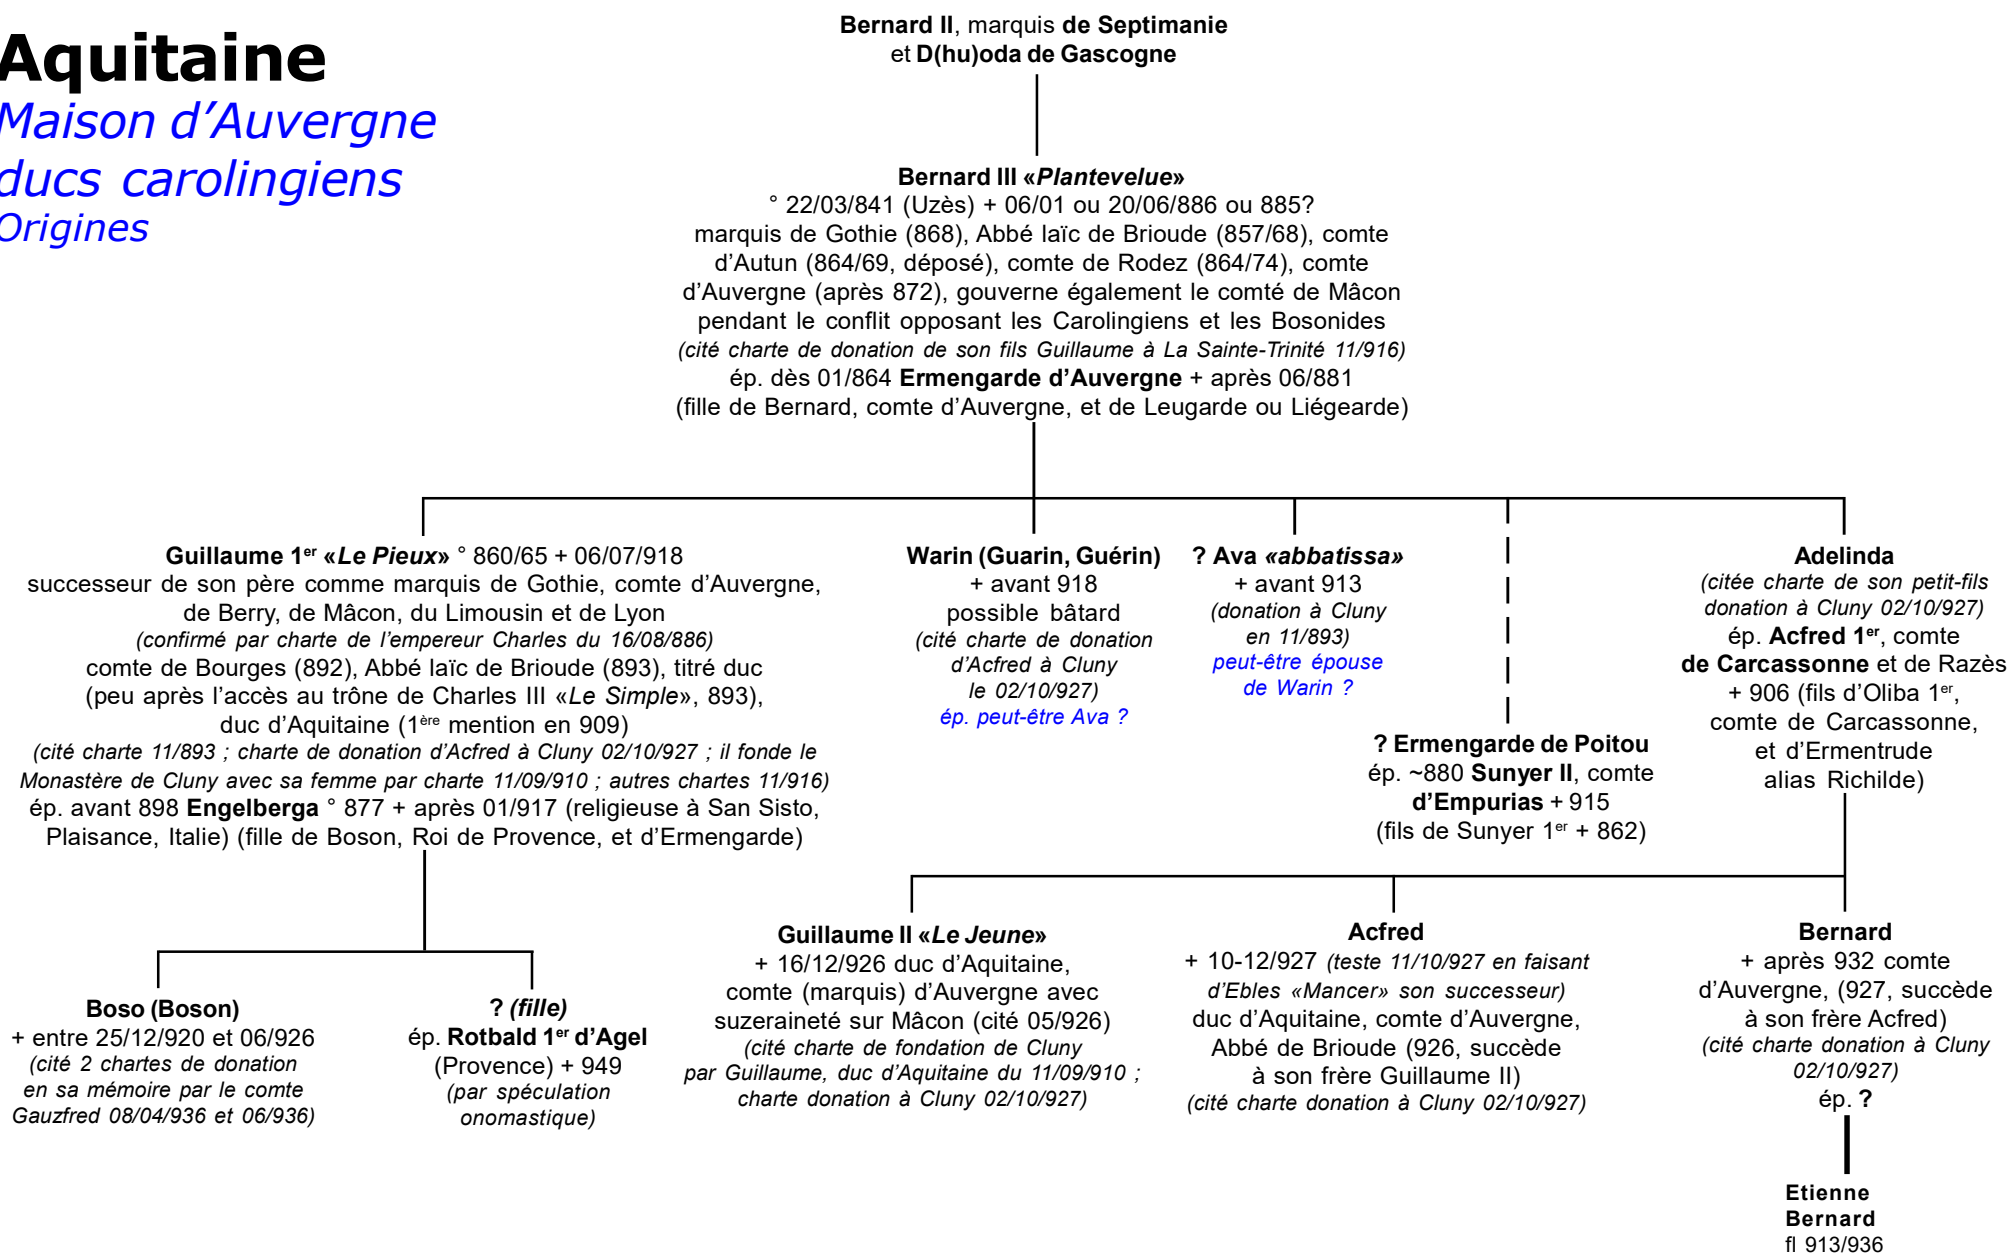 Aquitaine
Maison d’Auvergne
ducs carolingiens
Origines
Bernard II, marquis de Septimanie
et D(hu)oda de Gascogne
Bernard III «Plantevelue»
° 22/03/841 (Uzès) + 06/01 ou 20/06/886 ou 885?
marquis de Gothie (868), Abbé laïc de Brioude (857/68), comte
d’Autun (864/69, déposé), comte de Rodez (864/74), comte
d’Auvergne (après 872), gouverne également le comté de Mâcon
pendant le conflit opposant les Carolingiens et les Bosonides
(cité charte de donation de son fils Guillaume à La Sainte-Trinité 11/916)
ép. dès 01/864 Ermengarde d’Auvergne + après 06/881
(fille de Bernard, comte d’Auvergne, et de Leugarde ou Liégearde)
Guillaume 1er «Le Pieux» ° 860/65 + 06/07/918
successeur de son père comme marquis de Gothie, comte d’Auvergne,
de Berry, de Mâcon, du Limousin et de Lyon
(confirmé par charte de l’empereur Charles du 16/08/886)
comte de Bourges (892), Abbé laïc de Brioude (893), titré duc
(peu après l’accès au trône de Charles III «Le Simple», 893),
duc d’Aquitaine (1ère mention en 909)
(cité charte 11/893 ; charte de donation d’Acfred à Cluny 02/10/927 ; il fonde le
Monastère de Cluny avec sa femme par charte 11/09/910 ; autres chartes 11/916)
ép. avant 898 Engelberga ° 877 + après 01/917 (religieuse à San Sisto,
Plaisance, Italie) (fille de Boson, Roi de Provence, et d’Ermengarde)
Warin (Guarin, Guérin)
+ avant 918
possible bâtard
(cité charte de donation
d’Acfred à Cluny
le 02/10/927)
ép. peut-être Ava ?
? Ava «abbatissa»
+ avant 913
(donation à Cluny
en 11/893)
peut-être épouse
de Warin ?
? Ermengarde de Poitou
ép. ~880 Sunyer II, comte
d’Empurias + 915
(fils de Sunyer 1er + 862)
Adelinda
(citée charte de son petit-fils
donation à Cluny 02/10/927)
ép. Acfred 1er, comte
de Carcassonne et de Razès
+ 906 (fils d’Oliba 1er,
comte de Carcassonne,
et d’Ermentrude
alias Richilde)
Boso (Boson)
+ entre 25/12/920 et 06/926
(cité 2 chartes de donation
en sa mémoire par le comte
Gauzfred 08/04/936 et 06/936)
? (fille)
ép. Rotbald 1er d’Agel
(Provence) + 949
(par spéculation
onomastique)
Guillaume II «Le Jeune»
+ 16/12/926 duc d’Aquitaine,
comte (marquis) d’Auvergne avec
suzeraineté sur Mâcon (cité 05/926)
(cité charte de fondation de Cluny
par Guillaume, duc d’Aquitaine du 11/09/910 ;
charte donation à Cluny 02/10/927)
Acfred
+ 10-12/927 (teste 11/10/927 en faisant
d’Ebles «Mancer» son successeur)
duc d’Aquitaine, comte d’Auvergne,
Abbé de Brioude (926, succède
à son frère Guillaume II)
(cité charte donation à Cluny 02/10/927)
Bernard
+ après 932 comte
d’Auvergne, (927, succède
à son frère Acfred)
(cité charte donation à Cluny
02/10/927)
ép. ?
Etienne
Bernard
fl 913/936